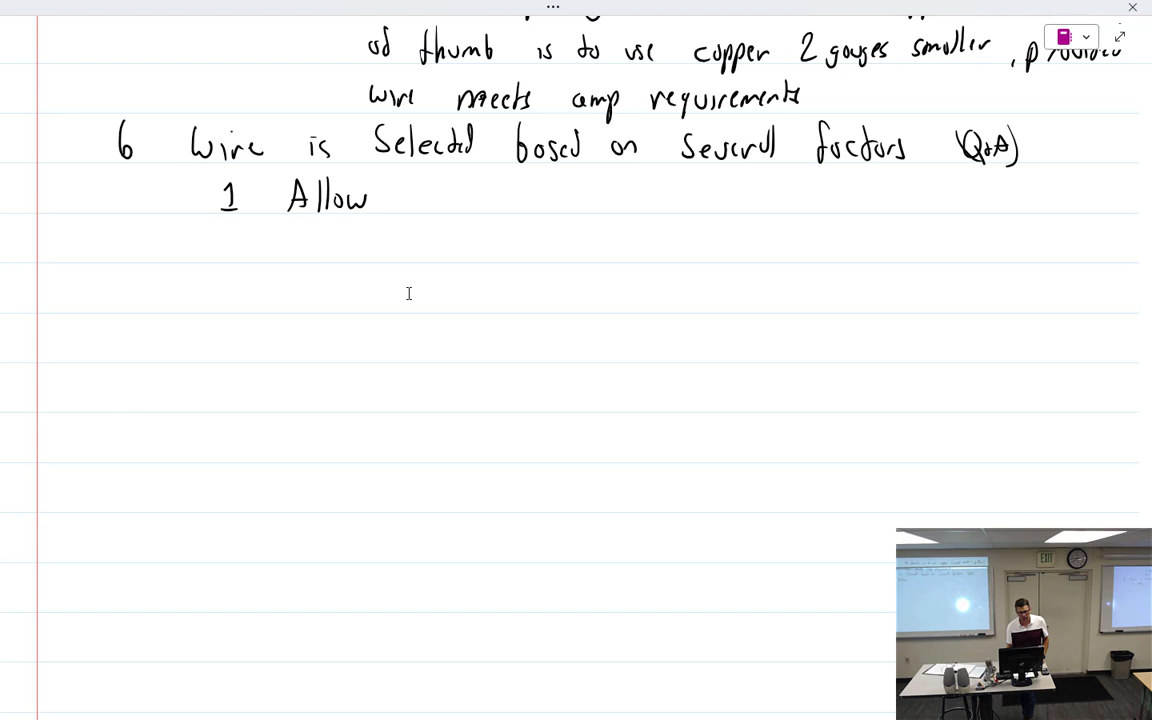 of thumb is to use copper 2 gauges smaller , provided
wire meets amp requirements
6 Wire is Selected based on several factors (Q&A)
1 Allow
EXIT